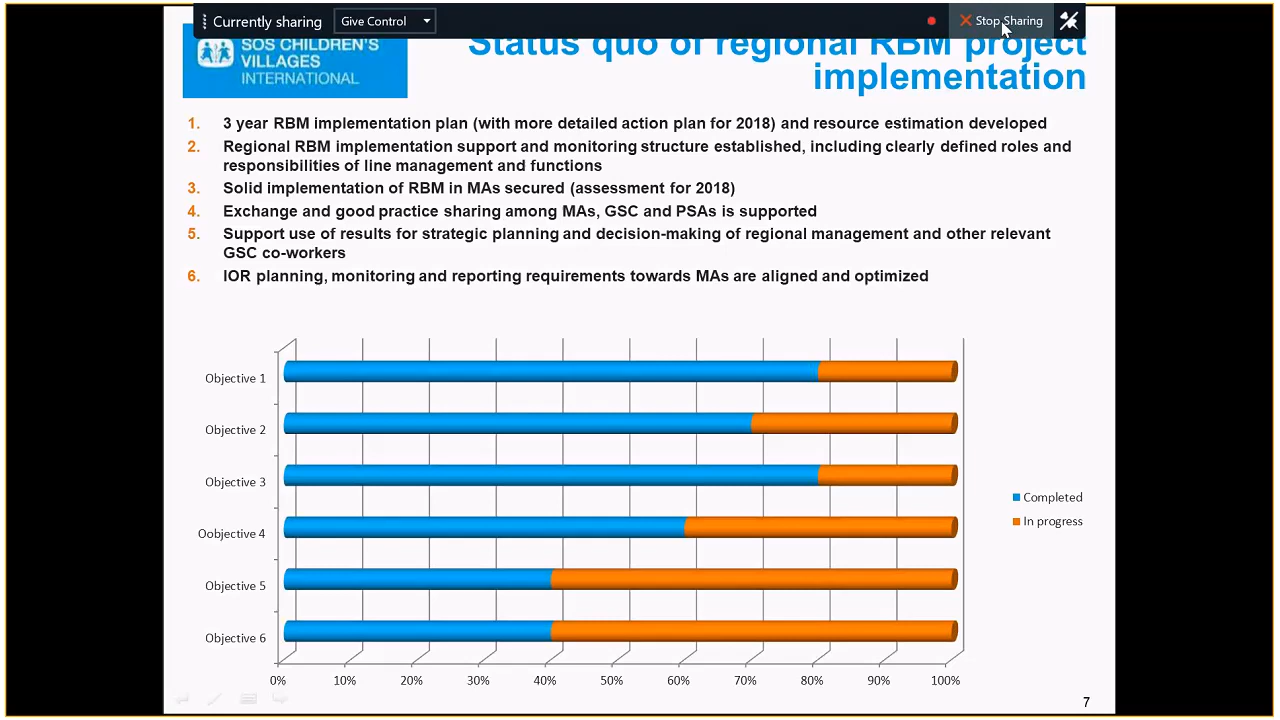 Currently sharing
Give Control
Stop Sharing
SOS CHILDREN'S
VILLAGES
INTERNATIONAL
Status quo of regional RBM project
implementation
1. 3 year RBM implementation plan (with more detailed action plan for 2018) and resource estimation developed
2. Regional RBM implementation support and monitoring structure established, including clearly defined roles and
responsibilities of line management and functions
3. Solid implementation of RBM in MAs secured (assessment for 2018)
4. Exchange and good practice sharing among MAs, GSC and PSAs is supported
5. Support use of results for strategic planning and decision-making of regional management and other relevant
GSC co-workers
6. IOR planning, monitoring and reporting requirements towards MAs are aligned and optimized
Objective 1
Objective 2
Objective 3
Oobjective 4
Objective 5
Objective 6
Completed
In progress
0% 10% 20% 30% 40% 50% 60% 70% 80% 90% 100%
7